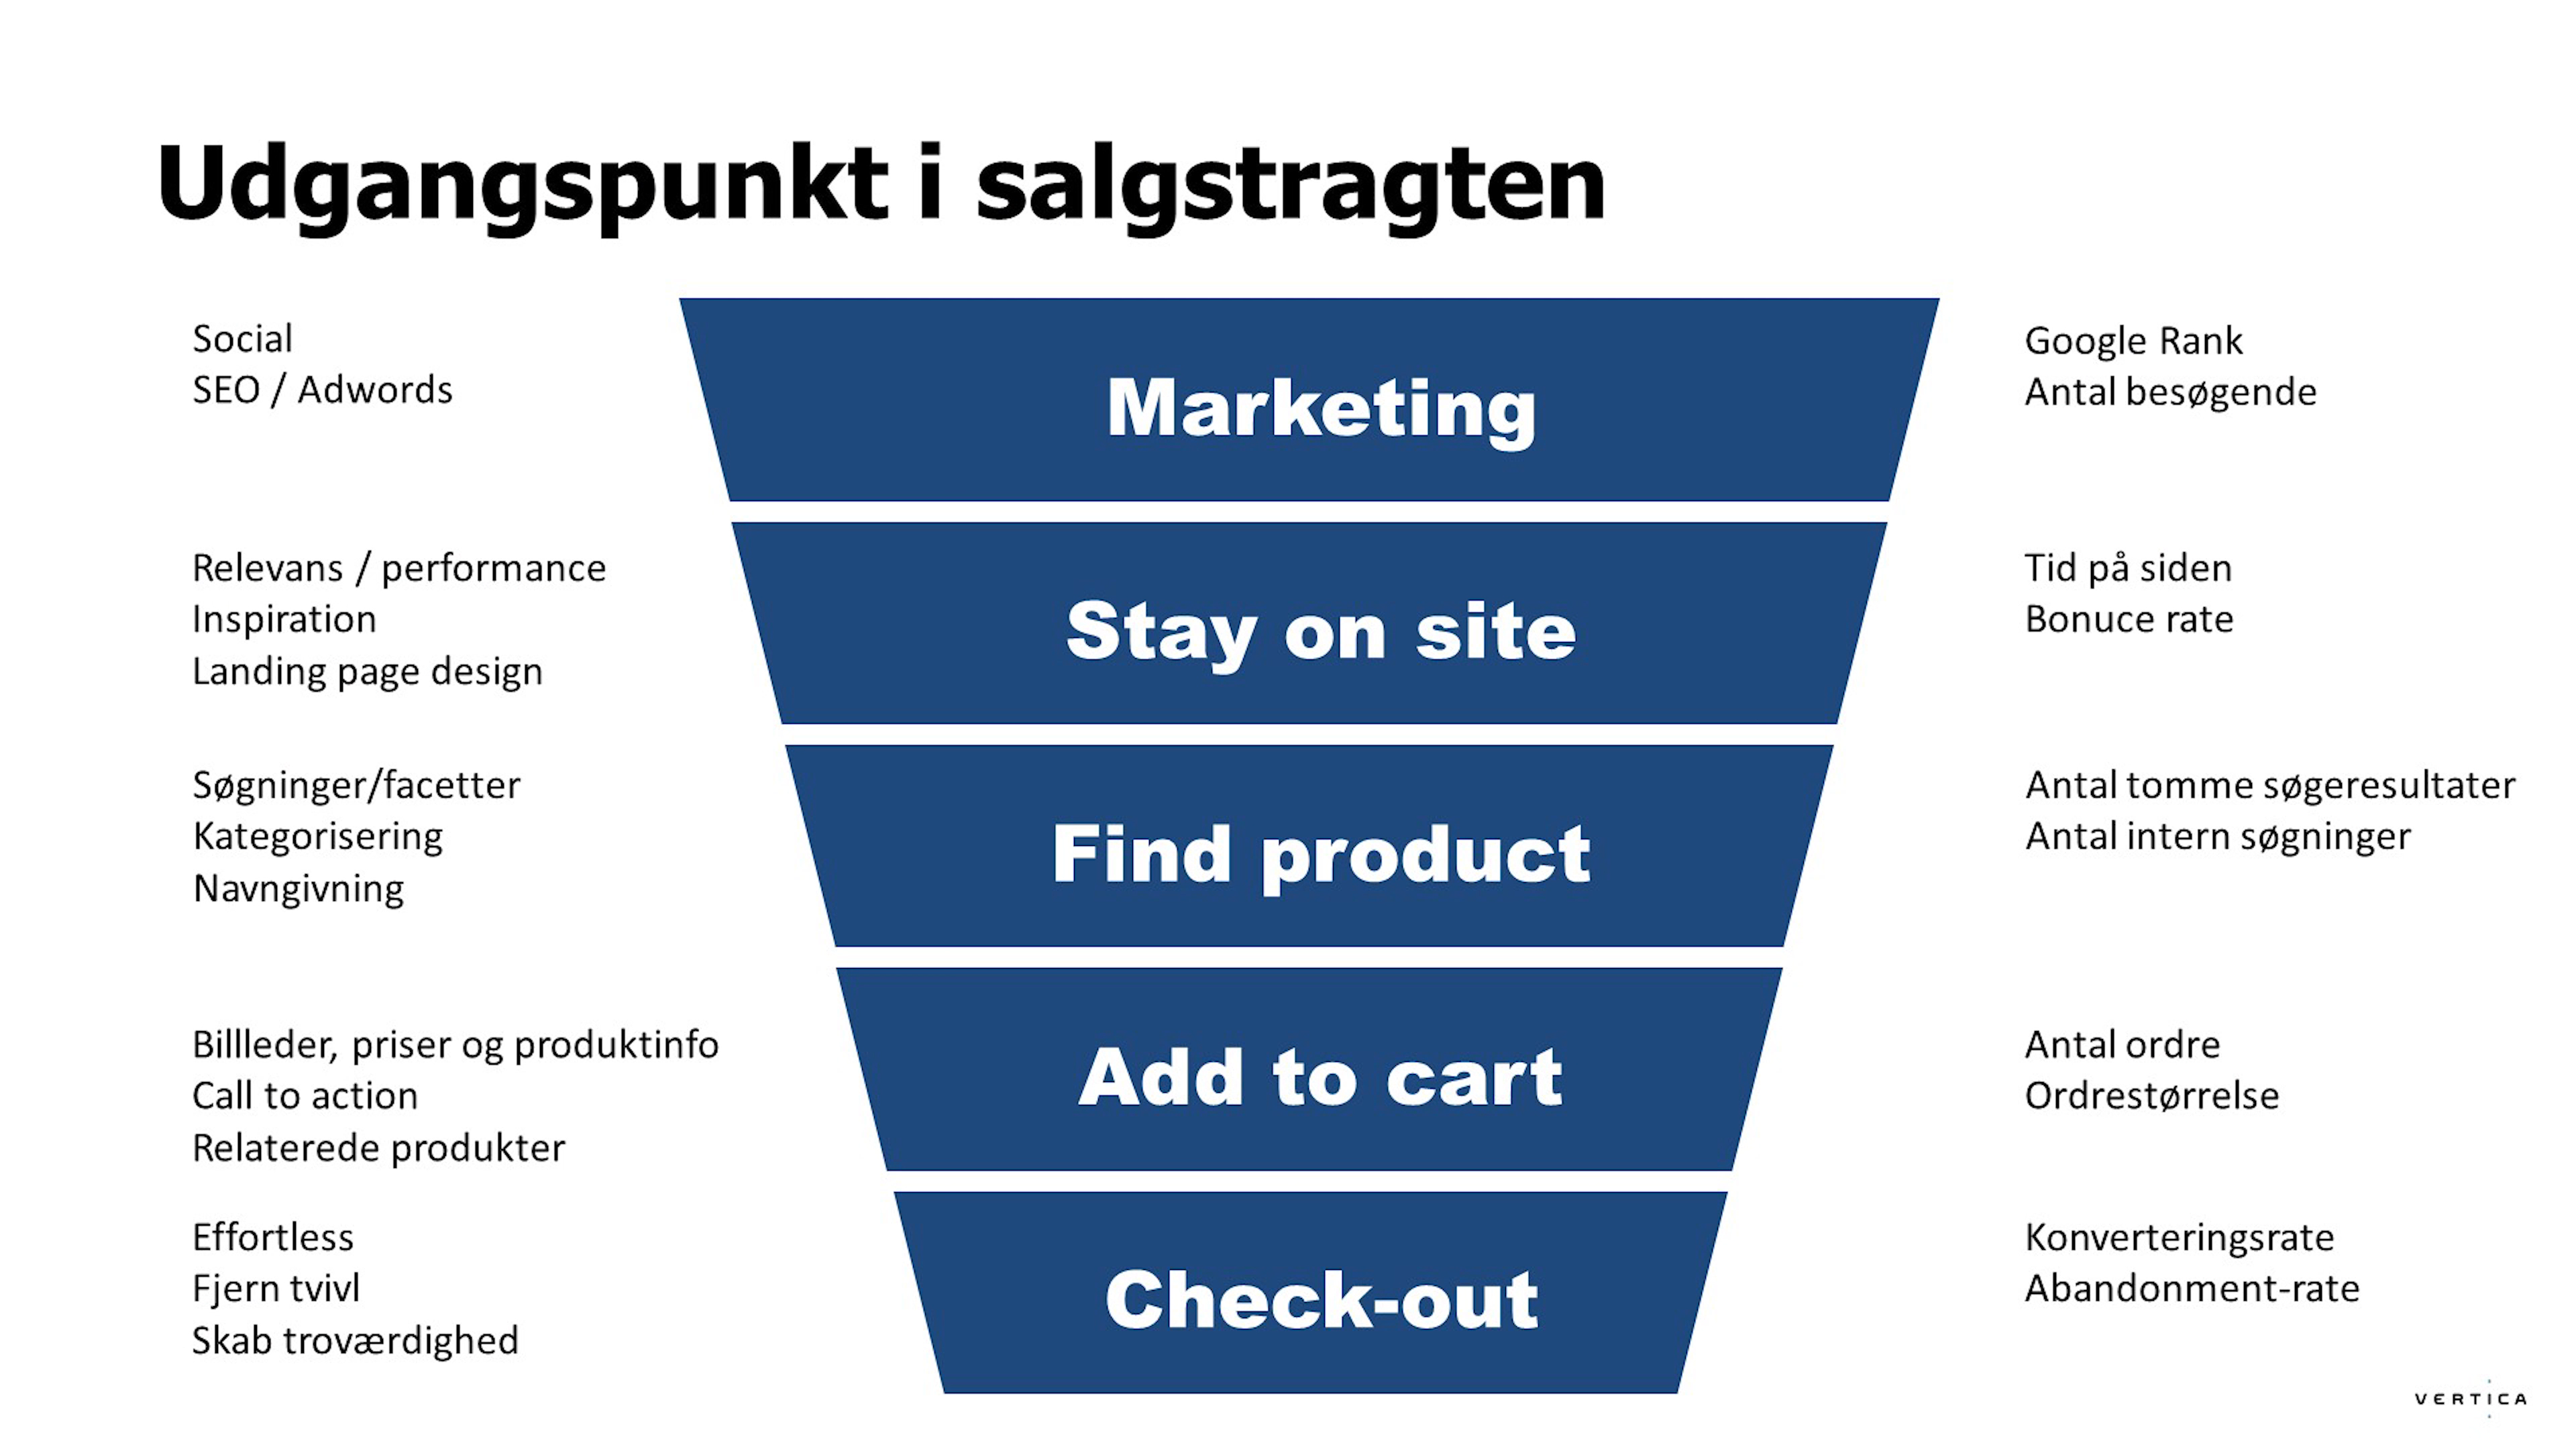 Udgangspunkt i salgstragten
Social
SEO / Adwords
Marketing
Google Rank
Antal besøgende
Relevans / performance
Inspiration
Landing page design
Stay on site
Tid på siden
Bonuce rate
Søgninger/facetter
Kategorisering
Navngivning
Find product
Antal tomme søgeresultater
Antal intern søgninger
Billleder, priser og produktinfo
Call to action
Relaterede produkter
Add to cart
Antal ordre
Ordrestørrelse
Effortless
Fjern tvivl
Skab troværdighed
Check-out
Konverteringsrate
Abandonment-rate
VERTICA